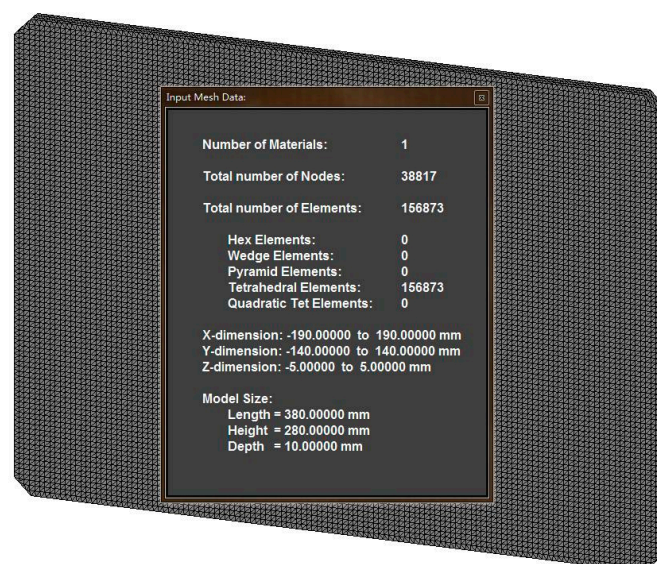 Input Mesh Data:
Number of Materials: 1
Total number of Nodes: 38817
Total number of Elements: 156873
Hex Elements: 0
Wedge Elements: 0
Pyramid Elements: 0
Tetrahedral Elements: 156873
Quadratic Tet Elements: 0
X-dimension: -190.00000 to 190.00000 mm
Y-dimension: -140.00000 to 140.00000 mm
Z-dimension: -5.00000 to 5.00000 mm
Model Size:
Length = 380.00000 mm
Height = 280.00000 mm
Depth = 10.00000 mm